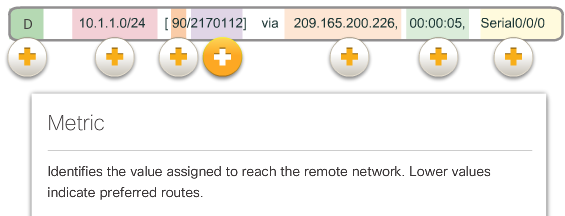 D 10.1.1.0/24 [ 90/2170112] via 209.165.200.226, 00:00:05, Serial0/0/0
Metric
Identifies the value assigned to reach the remote network. Lower values
indicate preferred routes.